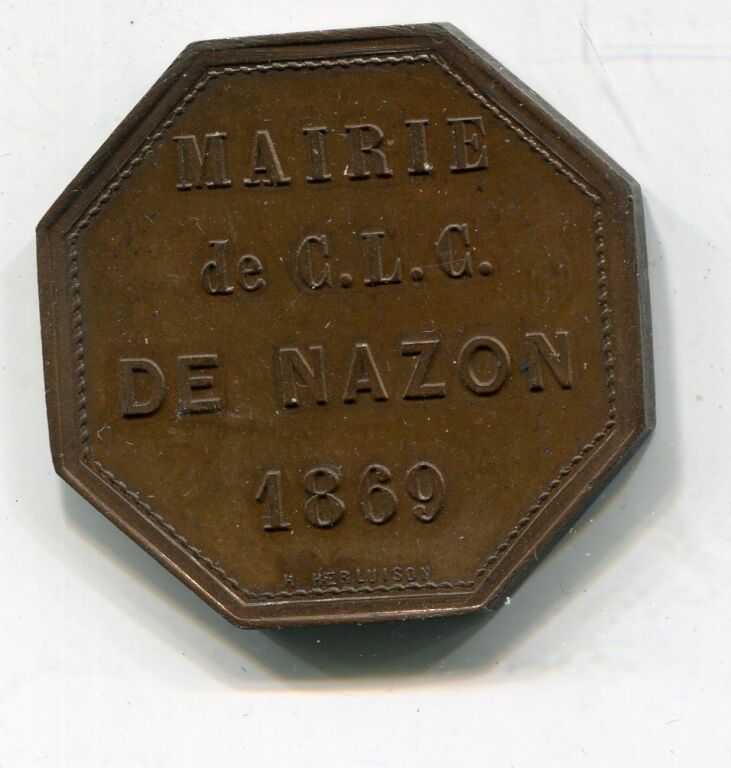 MAIRIE
de C.L.C.
DE NAZON
1869
H HERLUISON